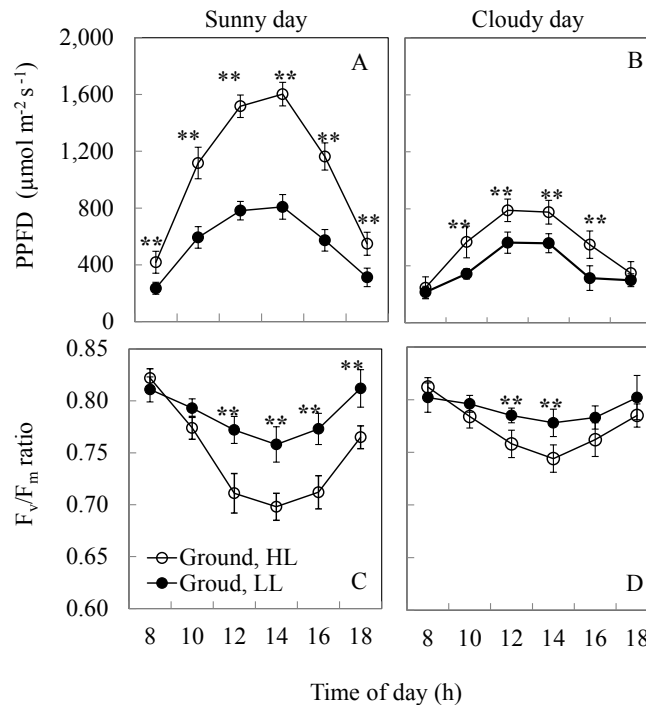 Sunny day
Cloudy day
2,000
1,600
1,200
800
400
0
PPFD (μmol m⁻² s⁻¹)
A
** ** ** ** ** **
B
** ** ** **
0.85
0.80
0.75
0.70
0.65
0.60
Fv/Fm ratio
** ** ** ** 
Ground, HL
Groud, LL
C
** **
D
8 10 12 14 16 18
8 10 12 14 16 18
Time of day (h)